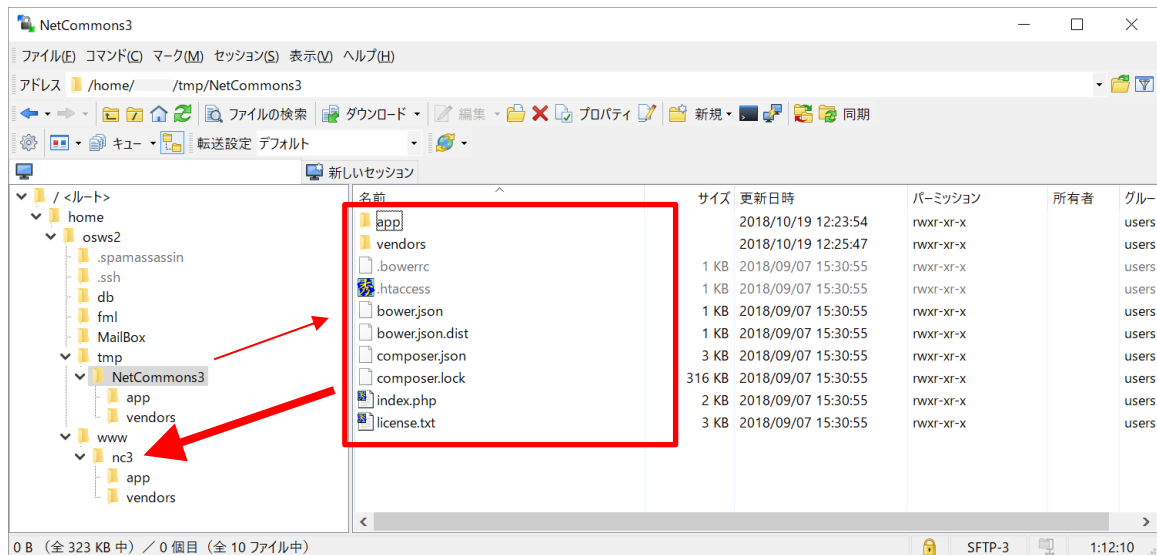 NetCommons3
ファイル(F) コマンド(C) マーク(M) セッション(S) 表示(V) ヘルプ(H)
アドレス /home/ /tmp/NetCommons3
ファイルの検索 ダウンロード 編集 プロパティ 新規 同期
キュー 転送設定 デフォルト
新しいセッション
/ <ルート>
home
osws2
.spamassassin
.ssh
db
fml
MailBox
tmp
NetCommons3
app
vendors
www
nc3
app
vendors
名前 サイズ 更新日時 パーミッション 所有者 グルー
app 2018/10/19 12:23:54 rwxr-xr-x users
vendors 2018/10/19 12:25:47 rwxr-xr-x users
.bowerrc 1 KB 2018/09/07 15:30:55 rwxr-xr-x users
.htaccess 1 KB 2018/09/07 15:30:55 rwxr-xr-x users
bower.json 1 KB 2018/09/07 15:30:55 rwxr-xr-x users
bower.json.dist 1 KB 2018/09/07 15:30:55 rwxr-xr-x users
composer.json 3 KB 2018/09/07 15:30:55 rwxr-xr-x users
composer.lock 316 KB 2018/09/07 15:30:55 rwxr-xr-x users
index.php 2 KB 2018/09/07 15:30:55 rwxr-xr-x users
license.txt 3 KB 2018/09/07 15:30:55 rwxr-xr-x users
0 B （全 323 KB 中）／ 0 個目（全 10 ファイル中） SFTP-3 1:12:10